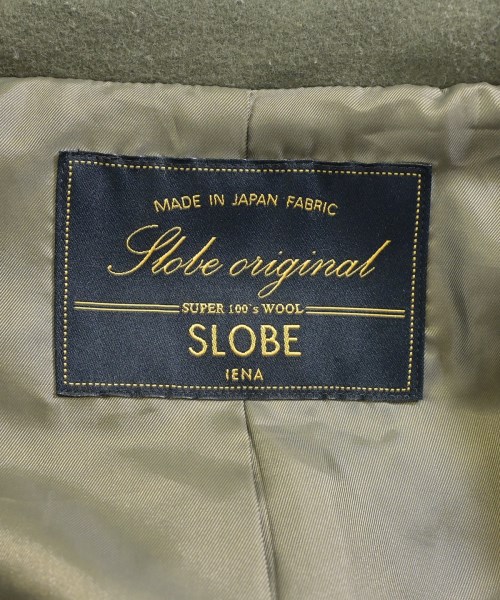 MADE IN JAPAN FABRIC
Slobe original
SUPER 100's WOOL
SLOBE
IENA